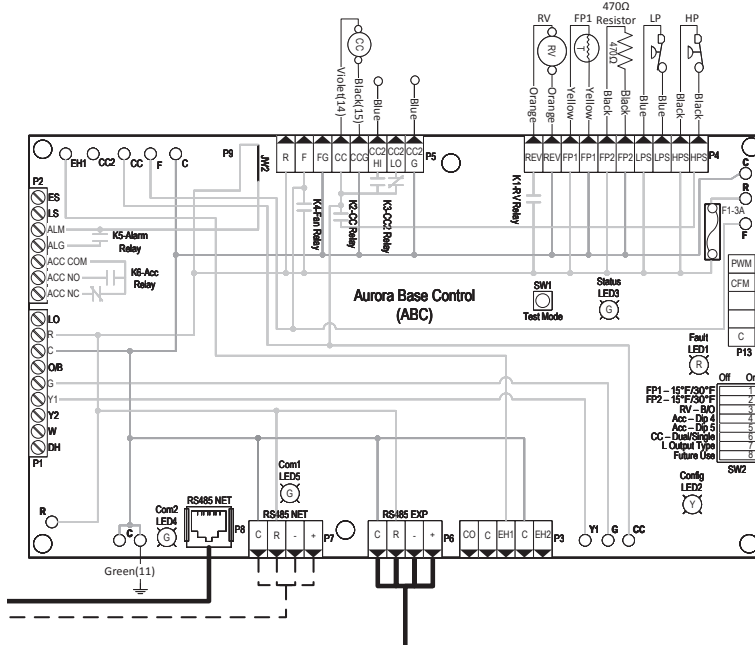 470Ω
Resistor
RV
FP1
LP
HP
CC
RV
T
470Ω
Violet(14)
Black(15)
Blue
Blue
Orange
Orange
Yellow
Yellow
Black
Black
Blue
Blue
Black
Black
EH1
CC2
CC
F
C
P9
JW2
R
F
FG
CC
CCG
CC2 HI
CC2 LO
CC2 G
P5
REV
REV
FP1
FP1
FP2
FP2
LPS
LPS
HPS
HPS
P4
C
R
F1-3A
F
P2
ES
LS
ALM
ALG
ACC COM
ACC NO
ACC NC
K5-Alarm
Relay
K6-Acc
Relay
K4-Fan Relay
K2-CC Relay
K3-CC2 Relay
K1-RV Relay
Aurora Base Control
(ABC)
SW1
Test Mode
Status
LED3
G
PWM
CFM
C
P13
LO
R
C
O/B
G
Y1
Y2
W
DH
P1
Fault
LED1
R
Off
On
FP1 – 15°F/30°F
FP2 – 15°F/30°F
RV – B/O
Acc – Dip 4
Acc – Dip 5
CC – Dual/Single
L Output Type
Future Use
1
2
3
4
5
6
7
8
SW2
Config
LED2
Y
R
C
Com2
LED4
G
RS485 NET
P8
Com1
LED5
G
RS485 NET
C
R
-
+
P7
RS485 EXP
C
R
-
+
P6
CO
C
EH1
C
EH2
P3
Y1
G
CC
Green(11)